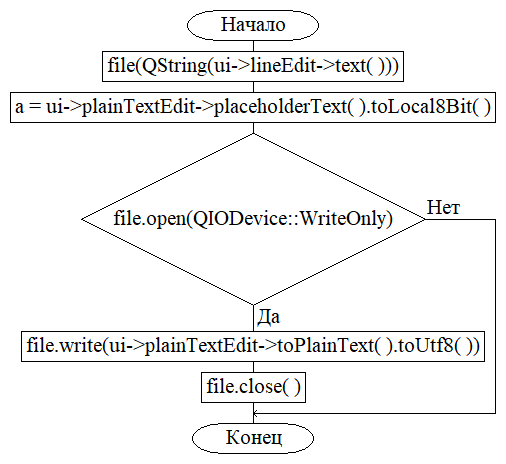 Начало
file(QString(ui->lineEdit->text( )))
a = ui->plainTextEdit->placeholderText( ).toLocal8Bit( )
file.open(QIODevice::WriteOnly)
Нет
Да
file.write(ui->plainTextEdit->toPlainText( ).toUtf8( ))
file.close( )
Конец